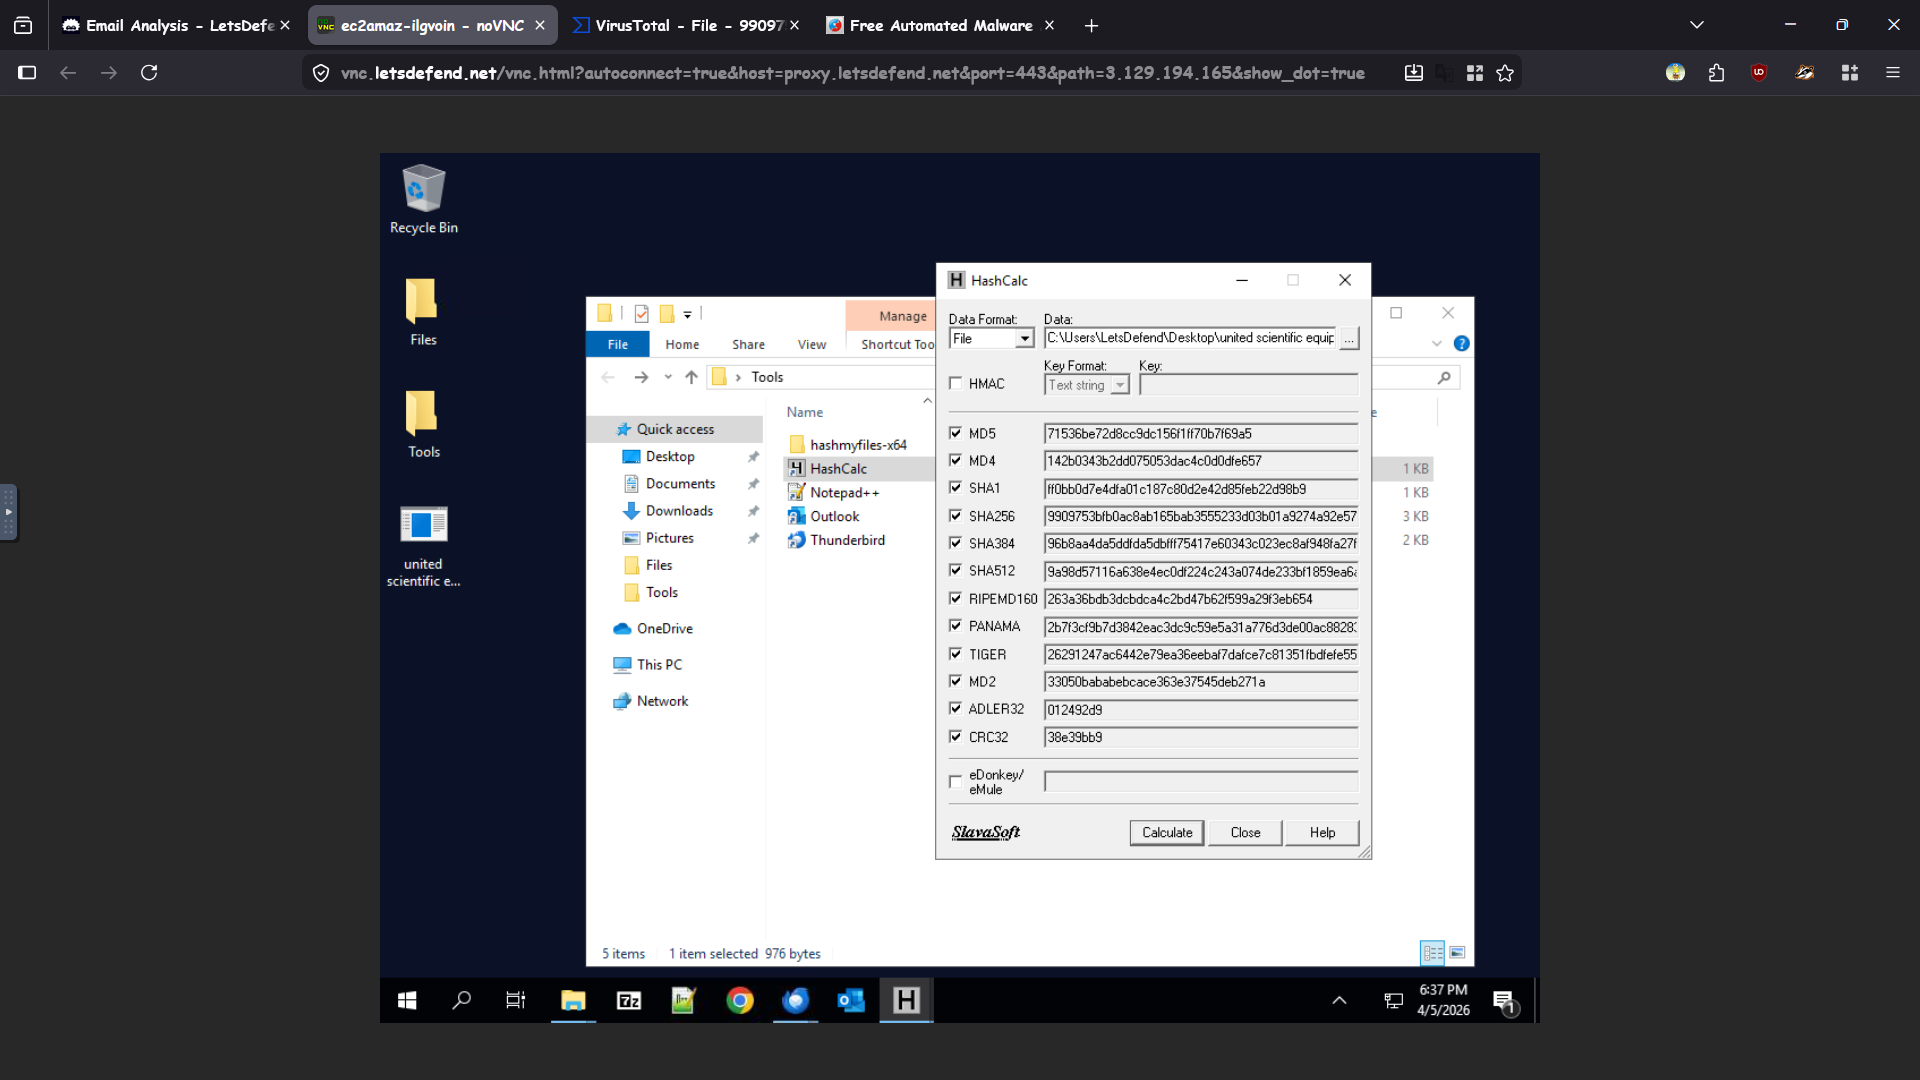 Email Analysis - LetsDefe
ec2amaz-ilgvoin - noVNC
VirusTotal - File - 99097
Free Automated Malware
vnc.letsdefend.net/vnc.html?autoconnect=true&host=proxy.letsdefend.net&port=443&path=3.129.194.165&show_dot=true
Recycle Bin
Files
Tools
united
scientific e...
Manage
File
Home
Share
View
Shortcut Too
Tools
Name
Quick access
Desktop
Documents
Downloads
Pictures
Files
Tools
OneDrive
This PC
Network
hashmyfiles-x64
HashCalc
1 KB
Notepad++
1 KB
Outlook
3 KB
Thunderbird
2 KB
5 items
1 item selected 976 bytes
HashCalc
Data Format:
Data:
File
C:\Users\LetsDefend\Desktop\united scientific equip
...
Key Format:
Key:
HMAC
Text string
MD5
71536be72d8cc9dc156f1ff70b7f69a5
MD4
142b0343b2dd075053dac4c0d0dfe657
SHA1
ff0bb0d7e4dfa01c187c80d2e42d85feb22d98b9
SHA256
9909753bfb0ac8ab165bab3555233d03b01a9274a92e57
SHA384
96b8aa4da5ddfda5dbfff75417e60343c023ec8af948fa27f
SHA512
9a98d57116a638e4ec0df224c243a074de233bf1859ea6a
RIPEMD160
263a36bdb3dcbdca4c2bd47b62f599a29f3eb654
PANAMA
2b7f3cf9b7d3842eac3dc9c59e5a31a776d3de00ac88283
TIGER
26291247ac6442e79ea36eebaf7dafce7c81351fbdfefe55
MD2
33050bababebcace363e37545deb271a
ADLER32
012492d9
CRC32
38e39bb9
eDonkey/
eMule
SlavaSoft
Calculate
Close
Help
6:37 PM
4/5/2026
1